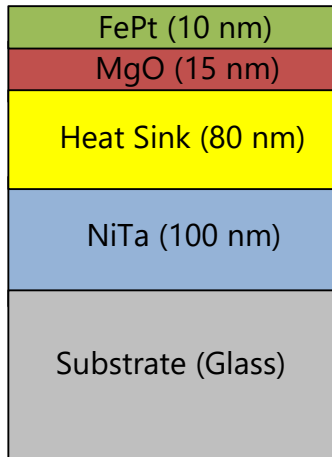 FePt (10 nm)
MgO (15 nm)
Heat Sink (80 nm)
NiTa (100 nm)
Substrate (Glass)